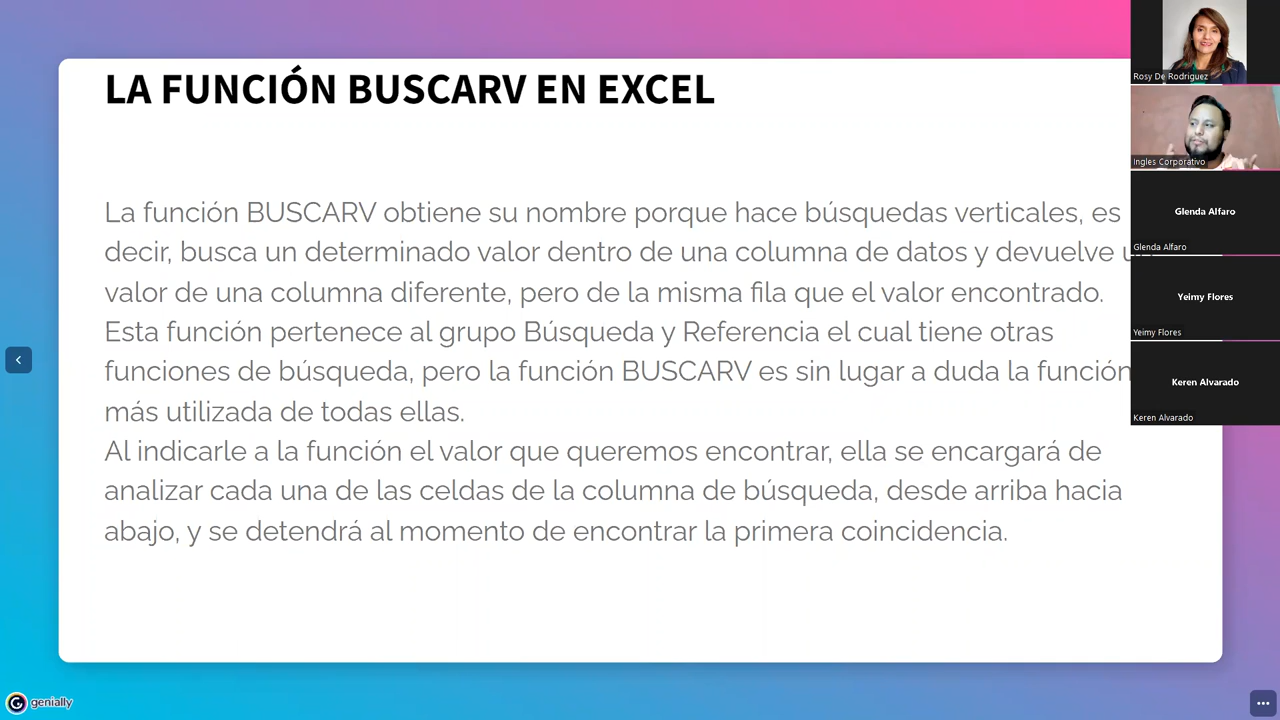 LA FUNCIÓN BUSCARV EN EXCEL
La función BUSCARV obtiene su nombre porque hace búsquedas verticales, es
decir, busca un determinado valor dentro de una columna de datos y devuelve
valor de una columna diferente, pero de la misma fila que el valor encontrado.
Esta función pertenece al grupo Búsqueda y Referencia el cual tiene otras
funciones de búsqueda, pero la función BUSCARV es sin lugar a duda la función
más utilizada de todas ellas.
Al indicarle a la función el valor que queremos encontrar, ella se encargará de
analizar cada una de las celdas de la columna de búsqueda, desde arriba hacia
abajo, y se detendrá al momento de encontrar la primera coincidencia.
Rosy De Rodriguez
Ingles Corporativo
Glenda Alfaro
Glenda Alfaro
Yeimy Flores
Yeimy Flores
Keren Alvarado
Keren Alvarado
genially